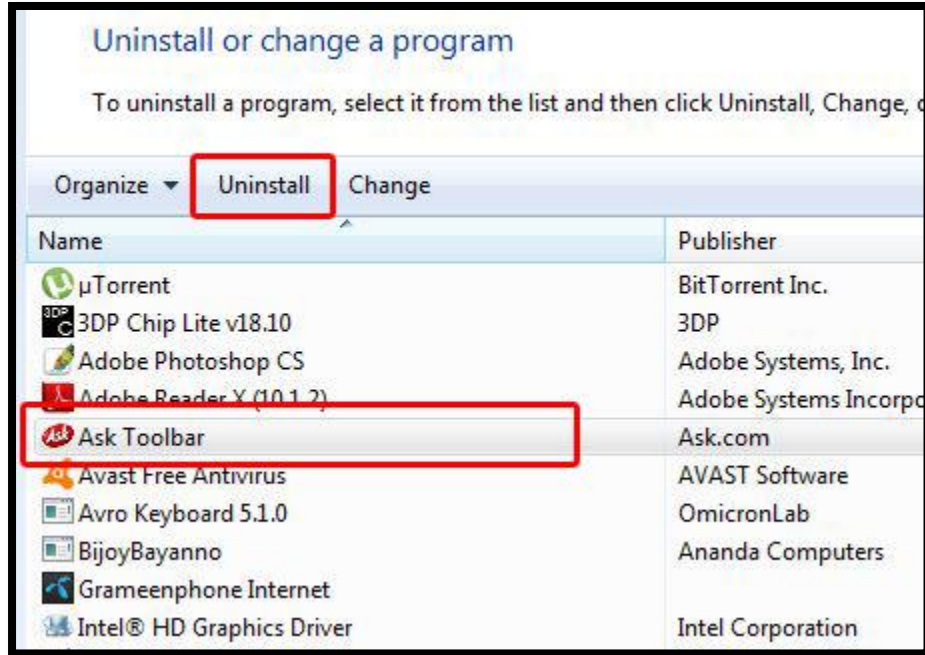 Uninstall or change a program
To uninstall a program, select it from the list and then click Uninstall, Change,
Organize Uninstall Change
Name Publisher
µTorrent BitTorrent Inc.
3DP Chip Lite v18.10 3DP
Adobe Photoshop CS Adobe Systems, Inc.
Adobe Reader X (10.1.2) Adobe Systems Incorpo
Ask Toolbar Ask.com
Avast Free Antivirus AVAST Software
Avro Keyboard 5.1.0 OmicronLab
BijoyBayanno Ananda Computers
Grameenphone Internet
Intel® HD Graphics Driver Intel Corporation